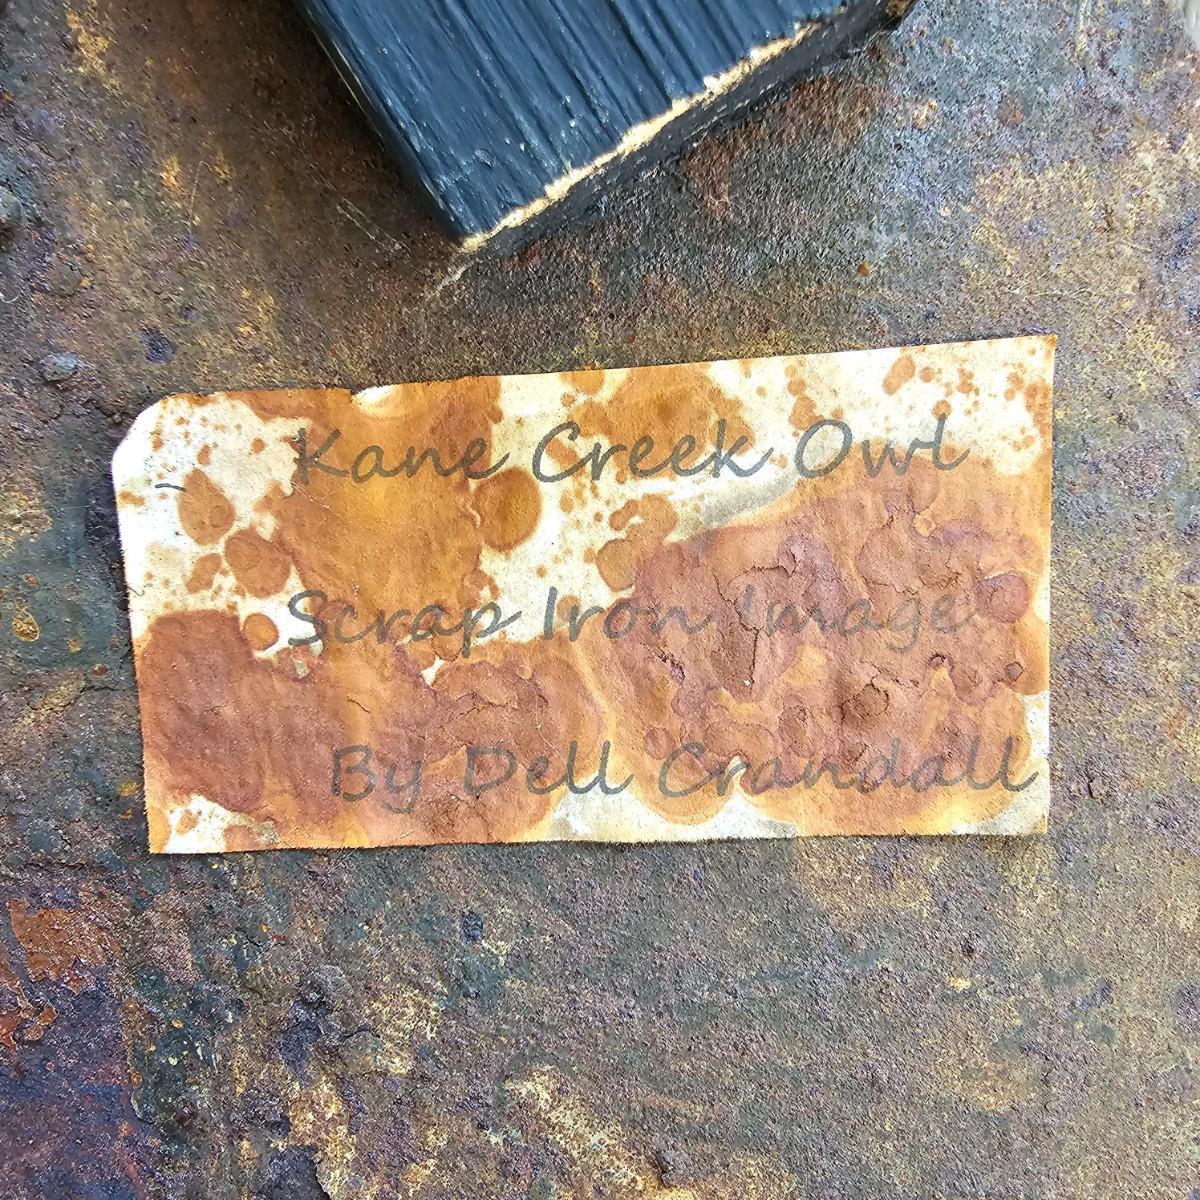 Kane Creek Owl
Scrap Iron Image
By Dell Crandall